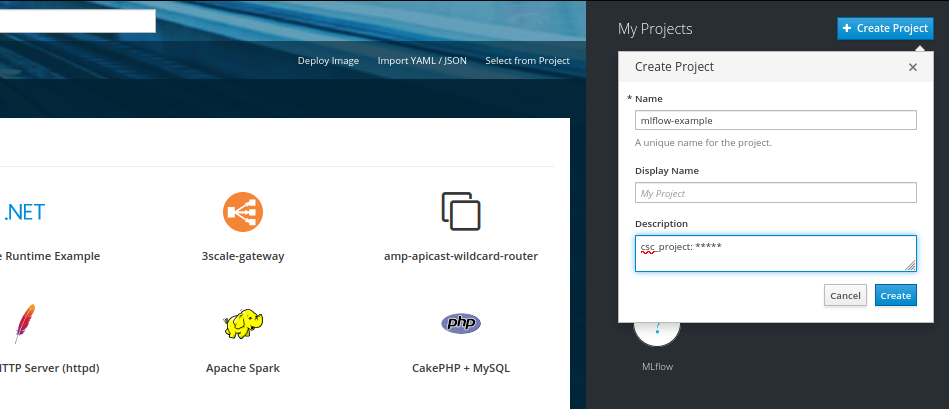 My Projects
+ Create Project
Deploy Image Import YAML / JSON Select from Project
Create Project ×
* Name
mlflow-example
A unique name for the project.
Display Name
My Project
Description
csc_project: *****
Cancel Create
.NET
Runtime Example
3scale-gateway
amp-apicast-wildcard-router
php
HTTP Server (httpd)
Apache Spark
CakePHP + MySQL
?
MLflow